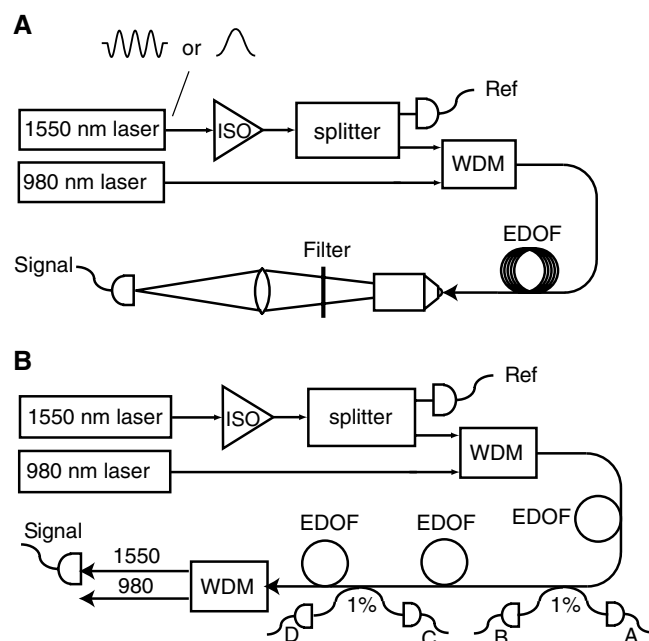 A
or
1550 nm laser
ISO
splitter
Ref
980 nm laser
WDM
EDOF
Filter
Signal
B
1550 nm laser
ISO
splitter
Ref
980 nm laser
WDM
EDOF
EDOF
EDOF
Signal
1550
980
WDM
1%
1%
D
C
B
A